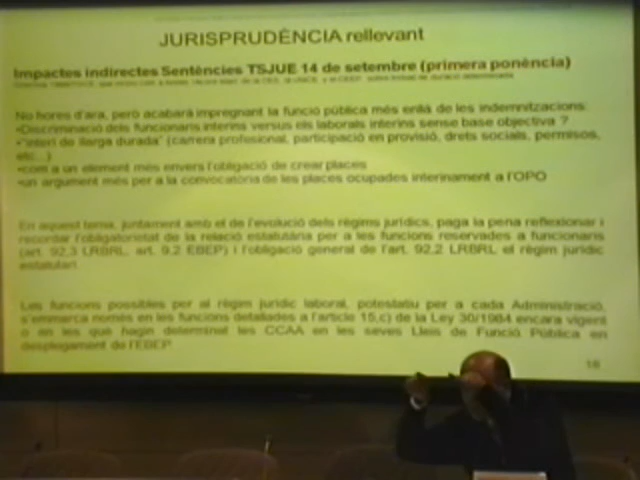 JURISPRUDÈNCIA rellevant
Impactes indirectes Sentències TSJUE 14 de setembre (primera ponència)
No hores d'ara, però acabarà impregnant la funció pública més enllà de les indemnitzacions:
•Discriminació dels funcionaris interins versus els laborals interins sense base objectiva ?
•"interí de llarga durada" (carrera profesional, participació en provisió, drets socials, permisos,
etc...)
•com a un element més envers l'obligació de crear places
•un argument més per a la convocatòria de les places ocupades interinament a l'OPO
En aquest tema, juntament amb el de l'evolució dels règims jurídics, paga la pena reflexionar i
recordar l'obligatorietat de la relació estatutària per a les funcions reservades a funcionaris
(art. 92,3 LRBRL, art. 9.2 EBEP) i l'obligació general de l'art. 92,2 LRBRL el règim jurídic
estatutari.
Les funcions possibles per al règim jurídic laboral, potestatiu per a cada Administració,
s'emmarca només en les funcions detallades a l'article 15,c) de la Ley 30/1984 encara vigent
o en les què hagin determinat les CCAA en les seves Lleis de Funció Pública en
desplegament de l'EBEP
16